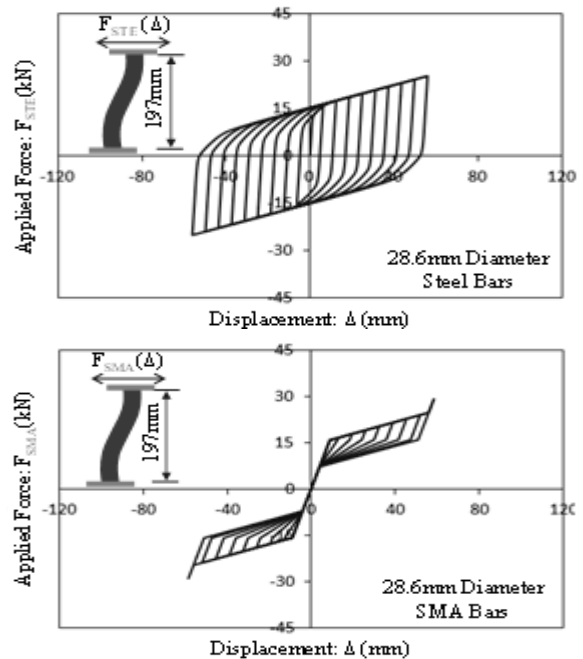 45
F_STE(Δ)
30
197mm
15
0
-120
-80
-40
0
40
80
120
-15
-30
28.6mm Diameter
Steel Bars
-45
Applied Force: F_STE(kN)
Displacement: Δ (mm)
45
F_SMA(Δ)
30
197mm
15
0
-120
-80
-40
0
40
80
120
-15
-30
28.6mm Diameter
SMA Bars
-45
Applied Force: F_SMA(kN)
Displacement: Δ (mm)